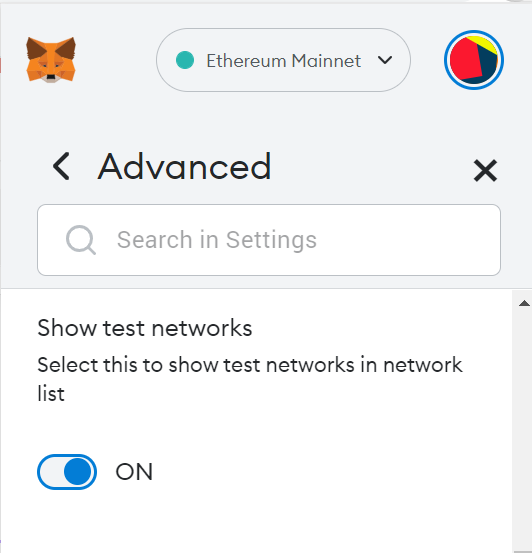 Ethereum Mainnet
Advanced
Search in Settings
Show test networks
Select this to show test networks in network
list
ON